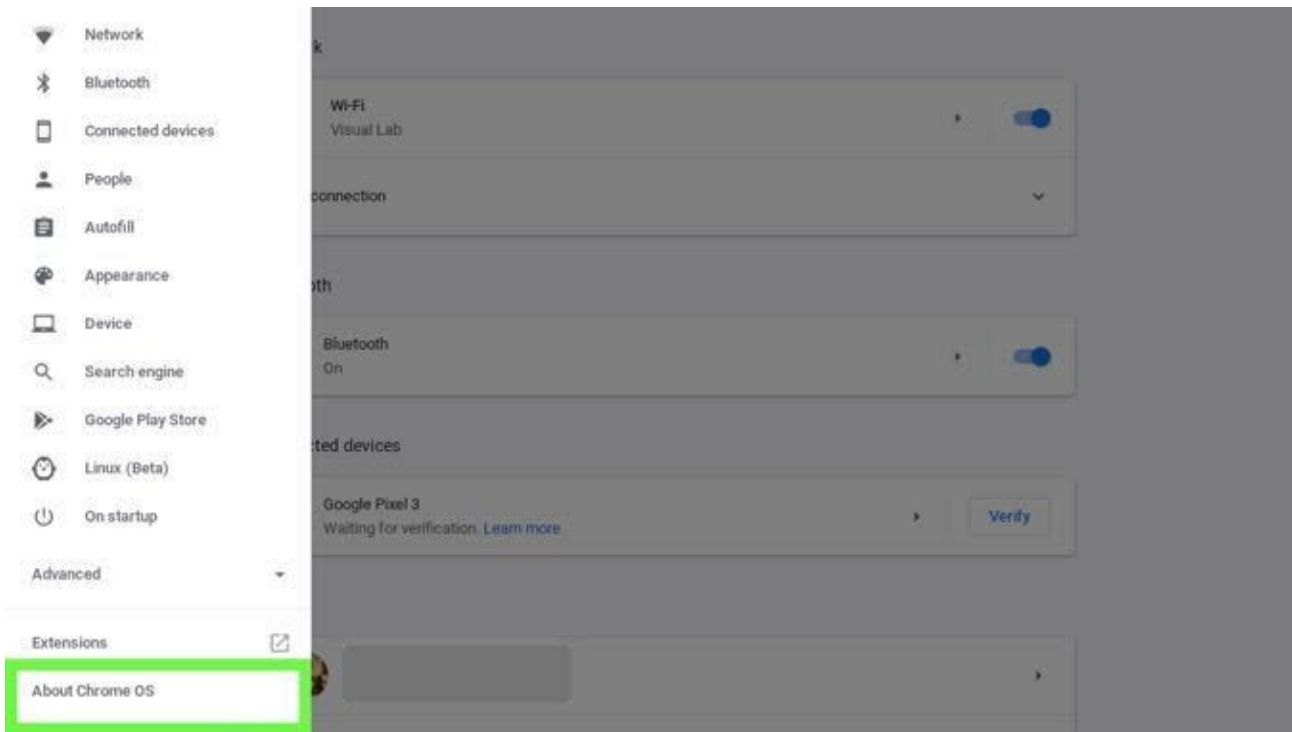 Network
Bluetooth
Connected devices
People
Autofill
Appearance
Device
Search engine
Google Play Store
Linux (Beta)
On startup
Advanced
Extensions
About Chrome OS
k
Wi-Fi
Visual Lab
connection
oth
Bluetooth
On
cted devices
Google Pixel 3
Waiting for verification. Learn more
Verify